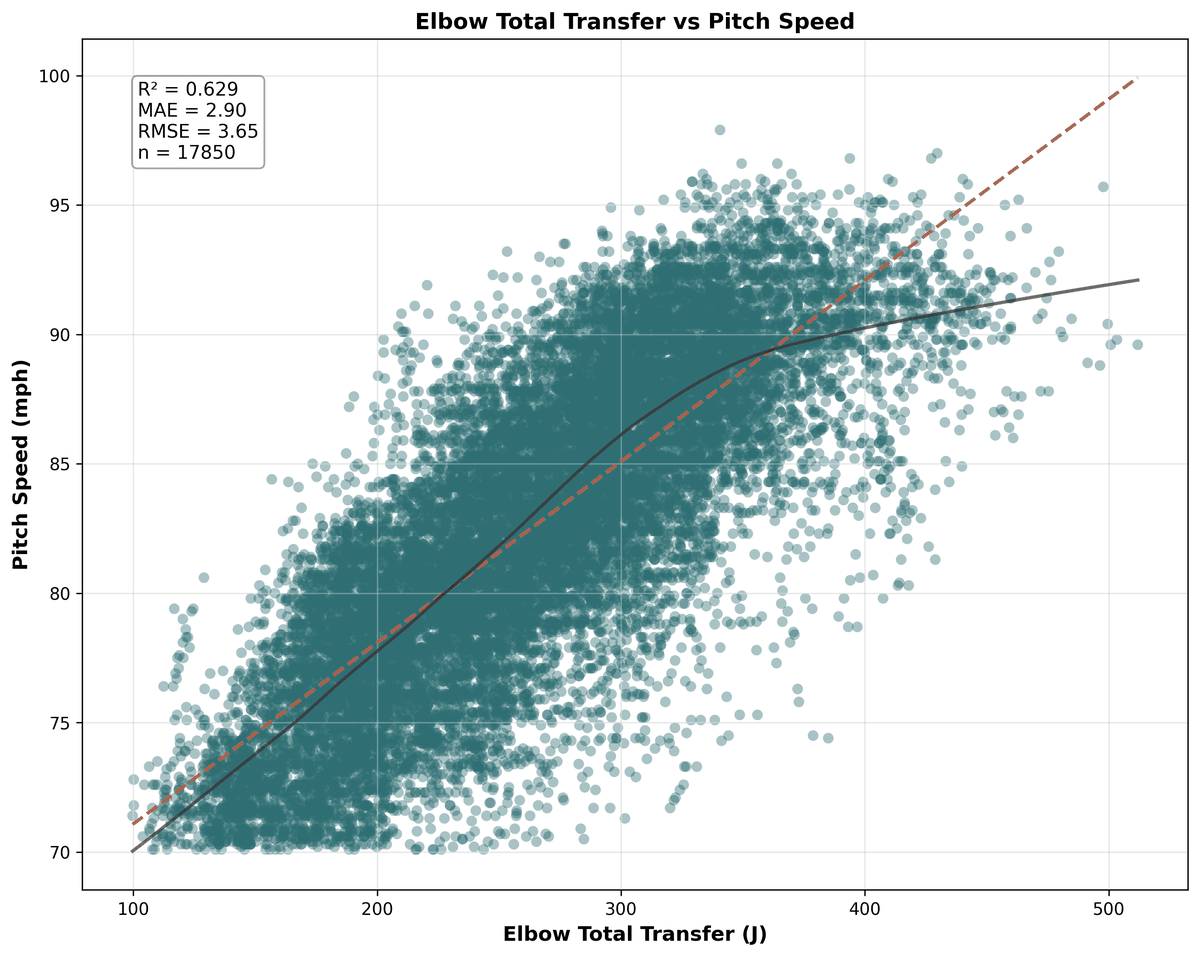 Elbow Total Transfer vs Pitch Speed
R² = 0.629
MAE = 2.90
RMSE = 3.65
n = 17850
100
95
90
85
80
75
70
Pitch Speed (mph)
100 200 300 400 500
Elbow Total Transfer (J)